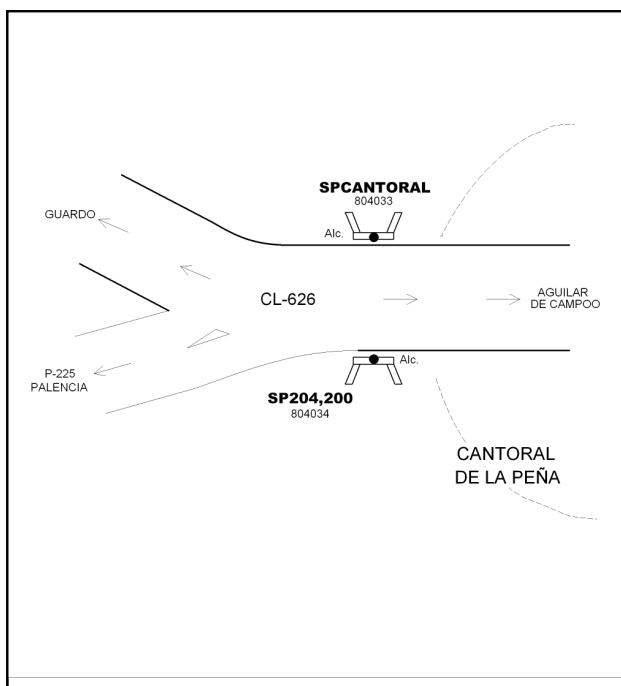 SPCANTORAL
804033
GUARDO
Alc.
CL-626
AGUILAR
DE CAMPOO
P-225
PALENCIA
Alc.
SP204,200
804034
CANTORAL
DE LA PEÑA